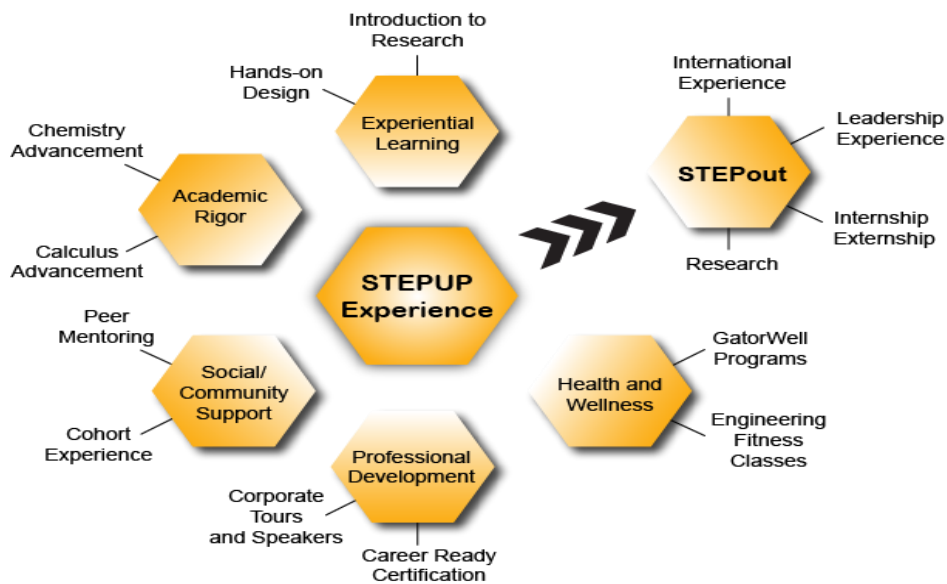 Introduction to
Research
Hands-on
Design
Experiential
Learning
Chemistry
Advancement
Academic
Rigor
Calculus
Advancement
International
Experience
Leadership
Experience
STEPout
Internship
Externship
Research
STEPUP
Experience
Peer
Mentoring
Social/
Community
Support
Cohort
Experience
GatorWell
Programs
Health and
Wellness
Engineering
Fitness
Classes
Professional
Development
Corporate
Tours
and Speakers
Career Ready
Certification